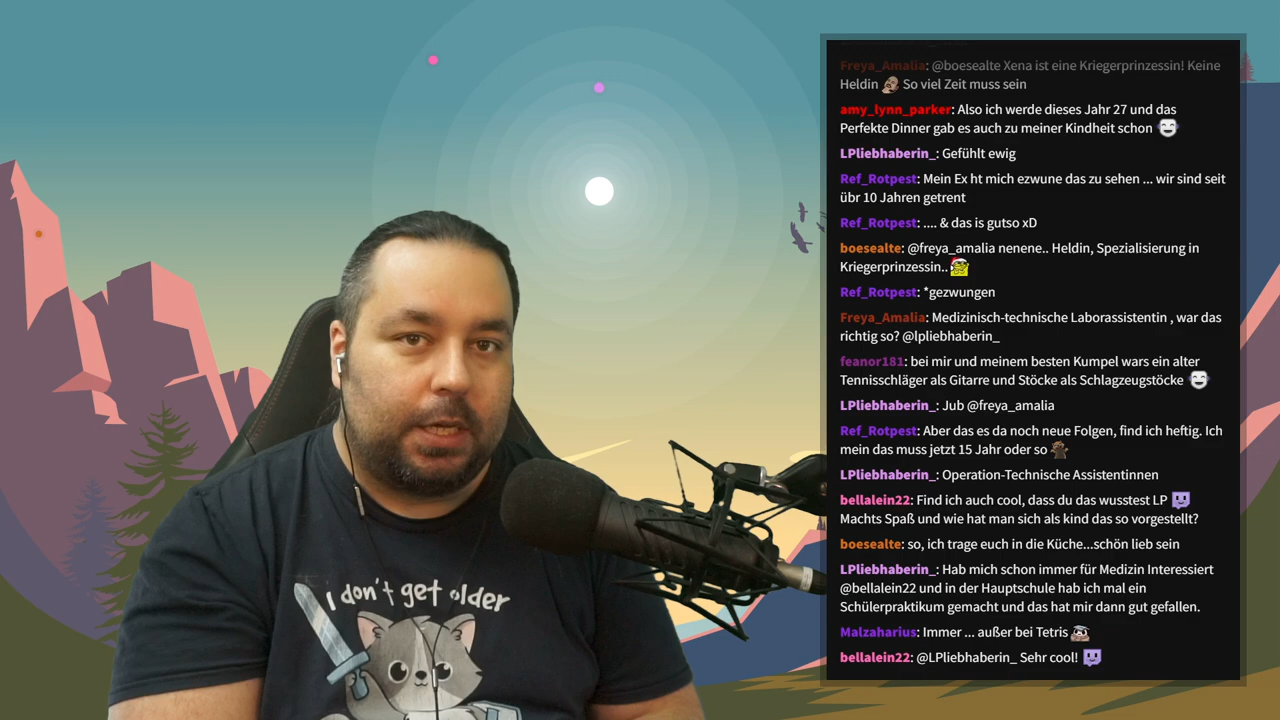 Freya_Amalia: @boesealte Xena ist eine Kriegerprinzessin! Keine
Heldin So viel Zeit muss sein
amy_lynn_parker: Also ich werde dieses Jahr 27 und das
Perfekte Dinner gab es auch zu meiner Kindheit schon
LPliebhaberin_: Gefühlt ewig
Ref_Rotpest: Mein Ex ht mich ezwune das zu sehen ... wir sind seit
übr 10 Jahren getrent
Ref_Rotpest: .... & das is gutso xD
boesealte: @freya_amalia nenene.. Heldin, Spezialisierung in
Kriegerprinzessin..
Ref_Rotpest: *gezwungen
Freya_Amalia: Medizinisch-technische Laborassistentin , war das
richtig so? @lpliebhaberin_
feanor181: bei mir und meinem besten Kumpel wars ein alter
Tennisschläger als Gitarre und Stöcke als Schlagzeugstöcke
LPliebhaberin_: Jub @freya_amalia
Ref_Rotpest: Aber das es da noch neue Folgen, find ich heftig. Ich
mein das muss jetzt 15 Jahr oder so
LPliebhaberin_: Operation-Technische Assistentinnen
bellalein22: Find ich auch cool, dass du das wusstest LP
Machts Spaß und wie hat man sich als kind das so vorgestellt?
boesealte: so, ich trage euch in die Küche...schön lieb sein
LPliebhaberin_: Hab mich schon immer für Medizin Interessiert
@bellalein22 und in der Hauptschule hab ich mal ein
Schülerpraktikum gemacht und das hat mir dann gut gefallen.
Malzaharius: Immer ... außer bei Tetris
bellalein22: @LPliebhaberin_ Sehr cool!
I don't get older